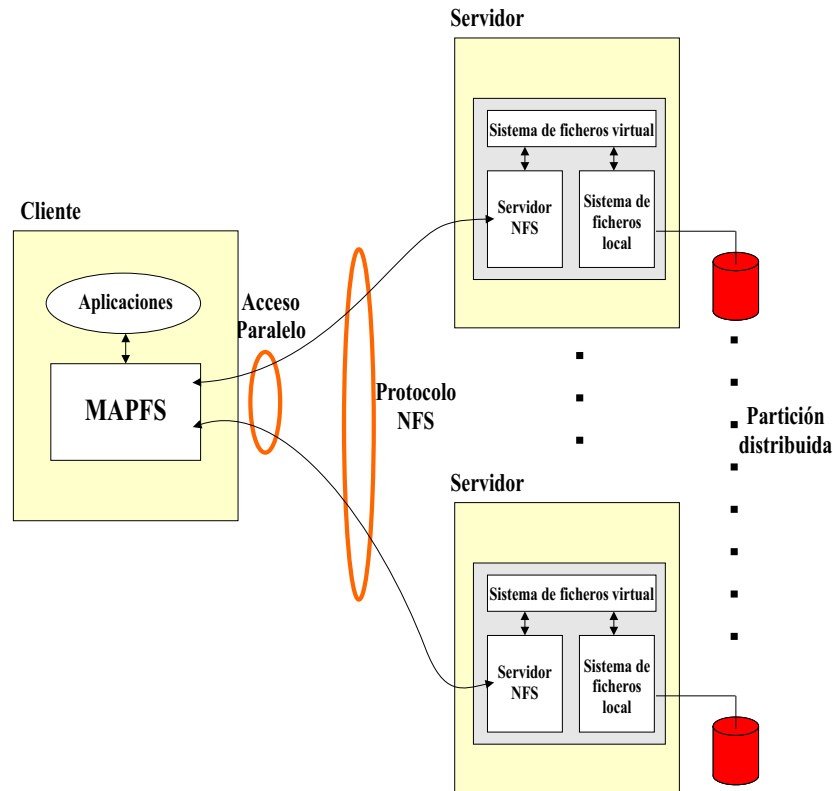 Servidor
Sistema de ficheros virtual
Servidor
NFS
Sistema de
ficheros
local
Cliente
Aplicaciones
MAPFS
Acceso
Paralelo
Protocolo
NFS
Partición
distribuida
Servidor
Sistema de ficheros virtual
Servidor
NFS
Sistema de
ficheros
local